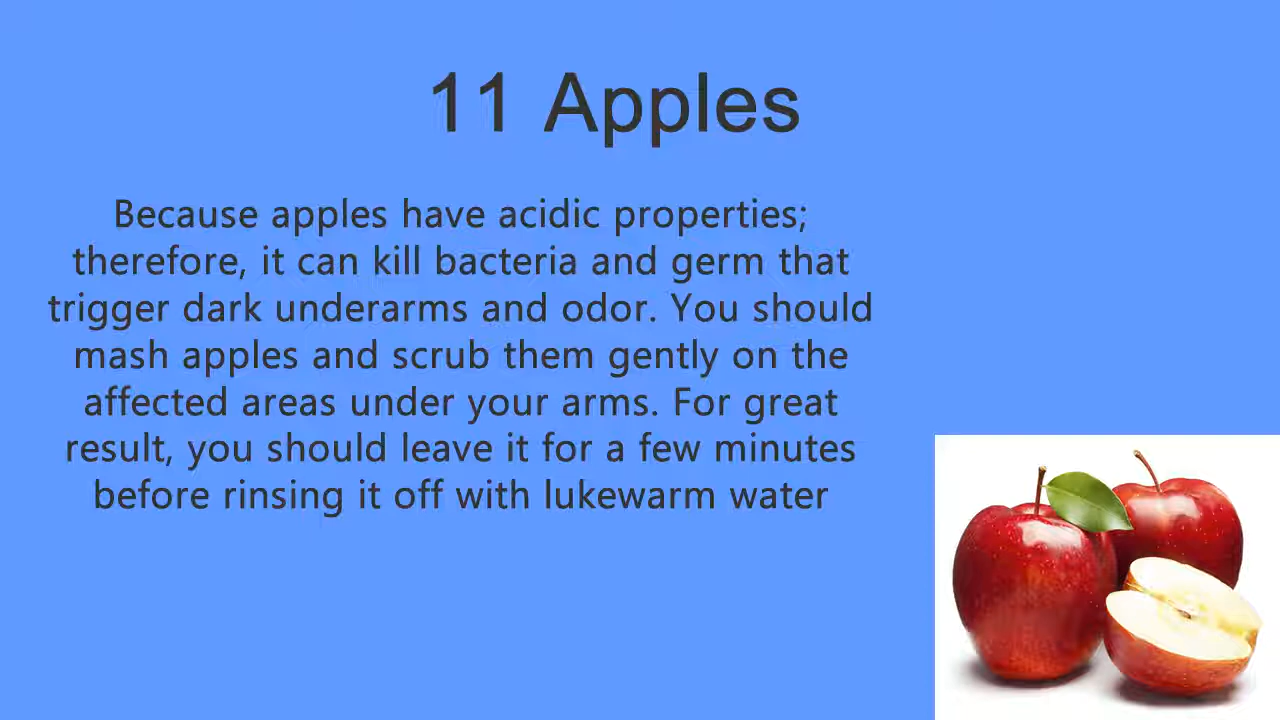 11 Apples
Because apples have acidic properties;
therefore, it can kill bacteria and germ that
trigger dark underarms and odor. You should
mash apples and scrub them gently on the
affected areas under your arms. For great
result, you should leave it for a few minutes
before rinsing it off with lukewarm water